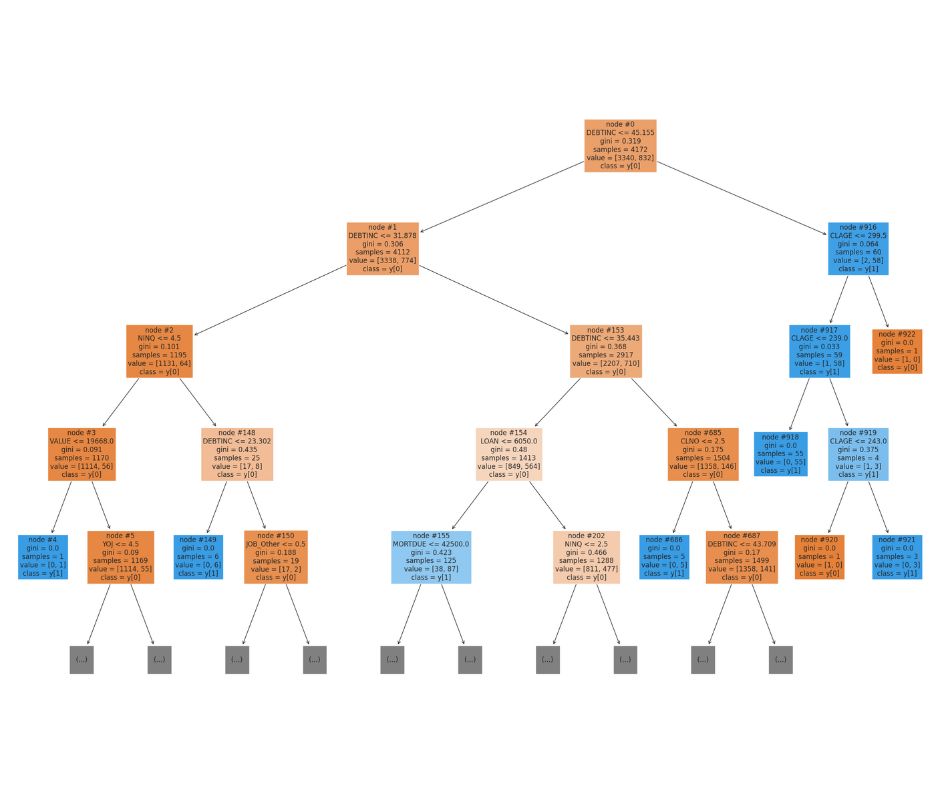 node #0
DEBTINC <= 45.155
gini = 0.319
samples = 4172
value = [3340, 832]
class = y[0]
node #1
DEBTINC <= 31.878
gini = 0.306
samples = 4112
value = [3338, 774]
class = y[0]
node #916
CLAGE <= 299.5
gini = 0.064
samples = 60
value = [2, 58]
class = y[1]
node #2
NINQ <= 4.5
gini = 0.101
samples = 1195
value = [1131, 64]
class = y[0]
node #153
DEBTINC <= 35.443
gini = 0.368
samples = 2917
value = [2207, 710]
class = y[0]
node #917
CLAGE <= 239.0
gini = 0.033
samples = 59
value = [1, 58]
class = y[1]
node #922
gini = 0.0
samples = 1
value = [1, 0]
class = y[0]
node #3
VALUE <= 19668.0
gini = 0.091
samples = 1170
value = [1114, 56]
class = y[0]
node #148
DEBTINC <= 23.302
gini = 0.435
samples = 25
value = [17, 8]
class = y[0]
node #154
LOAN <= 6050.0
gini = 0.48
samples = 1413
value = [849, 564]
class = y[0]
node #685
CLNO <= 2.5
gini = 0.175
samples = 1504
value = [1358, 146]
class = y[0]
node #918
gini = 0.0
samples = 55
value = [0, 55]
class = y[1]
node #919
CLAGE <= 243.0
gini = 0.375
samples = 4
value = [1, 3]
class = y[1]
node #4
gini = 0.0
samples = 1
value = [0, 1]
class = y[1]
node #5
YOJ <= 4.5
gini = 0.09
samples = 1169
value = [1114, 55]
class = y[0]
node #149
gini = 0.0
samples = 6
value = [0, 6]
class = y[1]
node #150
JOB_Other <= 0.5
gini = 0.188
samples = 19
value = [17, 2]
class = y[0]
node #155
MORTDUE <= 42500.0
gini = 0.423
samples = 125
value = [38, 87]
class = y[1]
node #202
NINQ <= 2.5
gini = 0.466
samples = 1288
value = [811, 477]
class = y[0]
node #686
gini = 0.0
samples = 5
value = [0, 5]
class = y[1]
node #687
DEBTINC <= 43.709
gini = 0.17
samples = 1499
value = [1358, 141]
class = y[0]
node #920
gini = 0.0
samples = 1
value = [1, 0]
class = y[0]
node #921
gini = 0.0
samples = 3
value = [0, 3]
class = y[1]
(...)
(...)
(...)
(...)
(...)
(...)
(...)
(...)
(...)
(...)